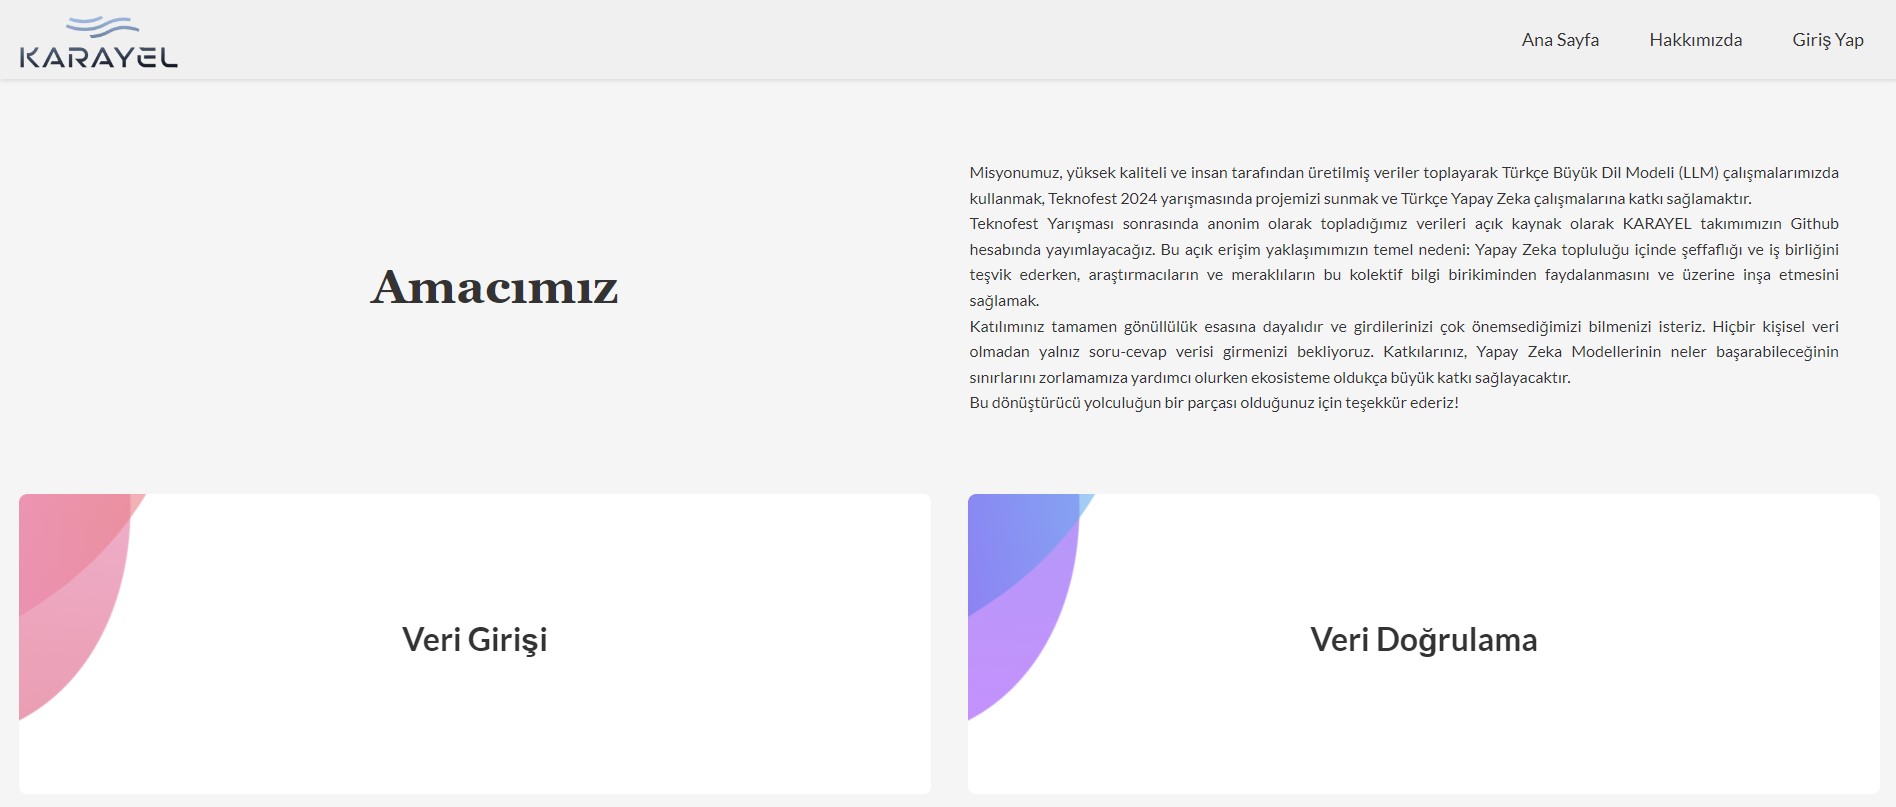 KARAYEL
Ana Sayfa
Hakkımızda
Giriş Yap
Amacımız
Misyonumuz, yüksek kaliteli ve insan tarafından üretilmiş veriler toplayarak Türkçe Büyük Dil Modeli (LLM) çalışmalarımızda
kullanmak, Teknofest 2024 yarışmasında projemizi sunmak ve Türkçe Yapay Zeka çalışmalarına katkı sağlamaktır.
Teknofest Yarışması sonrasında anonim olarak topladığımız verileri açık kaynak olarak KARAYEL takımımızın Github
hesabında yayımlayacağız. Bu açık erişim yaklaşımımızın temel nedeni: Yapay Zeka topluluğu içinde şeffaflığı ve iş birliğini
teşvik ederken, araştırmacıların ve meraklıların bu kolektif bilgi birikiminden faydalanmasını ve üzerine inşa etmesini
sağlamak.
Katılımınız tamamen gönüllülük esasına dayalıdır ve girdilerinizi çok önemsediğimizi bilmenizi isteriz. Hiçbir kişisel veri
olmadan yalnız soru-cevap verisi girmenizi bekliyoruz. Katkılarınız, Yapay Zeka Modellerinin neler başarabileceğinin
sınırlarını zorlamamıza yardımcı olurken ekosisteme oldukça büyük katkı sağlayacaktır.
Bu dönüştürücü yolculuğun bir parçası olduğunuz için teşekkür ederiz!
Veri Girişi
Veri Doğrulama